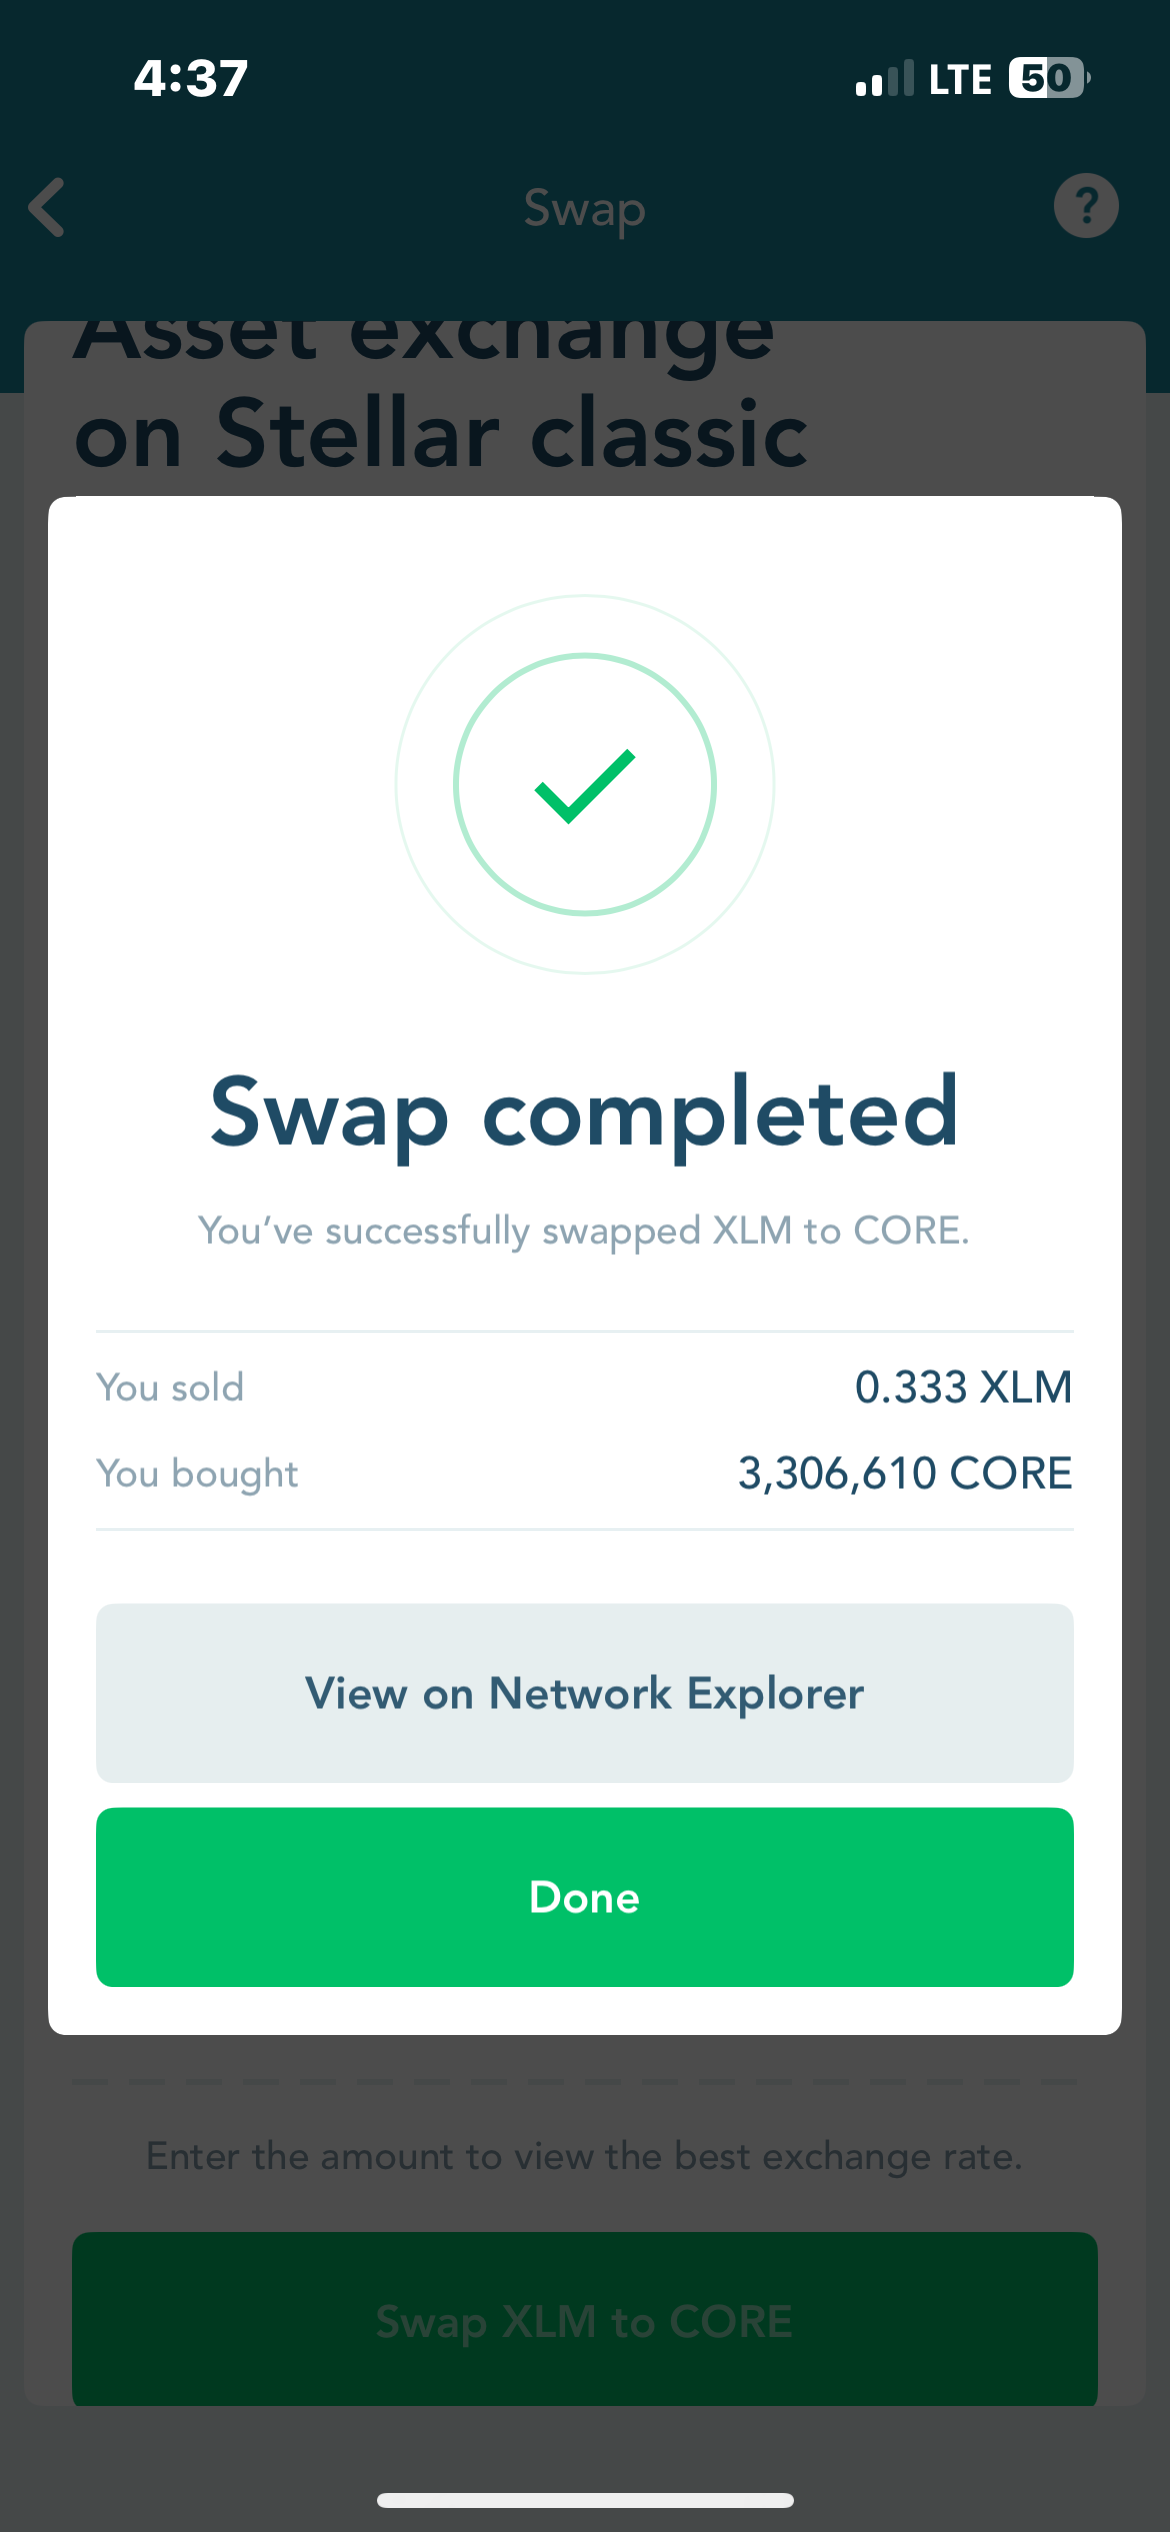 4:37
LTE 50
Swap
?
Asset exchange
on Stellar classic
Swap completed
You've successfully swapped XLM to CORE.
You sold 0.333 XLM
You bought 3,306,610 CORE
View on Network Explorer
Done
Enter the amount to view the best exchange rate.
Swap XLM to CORE